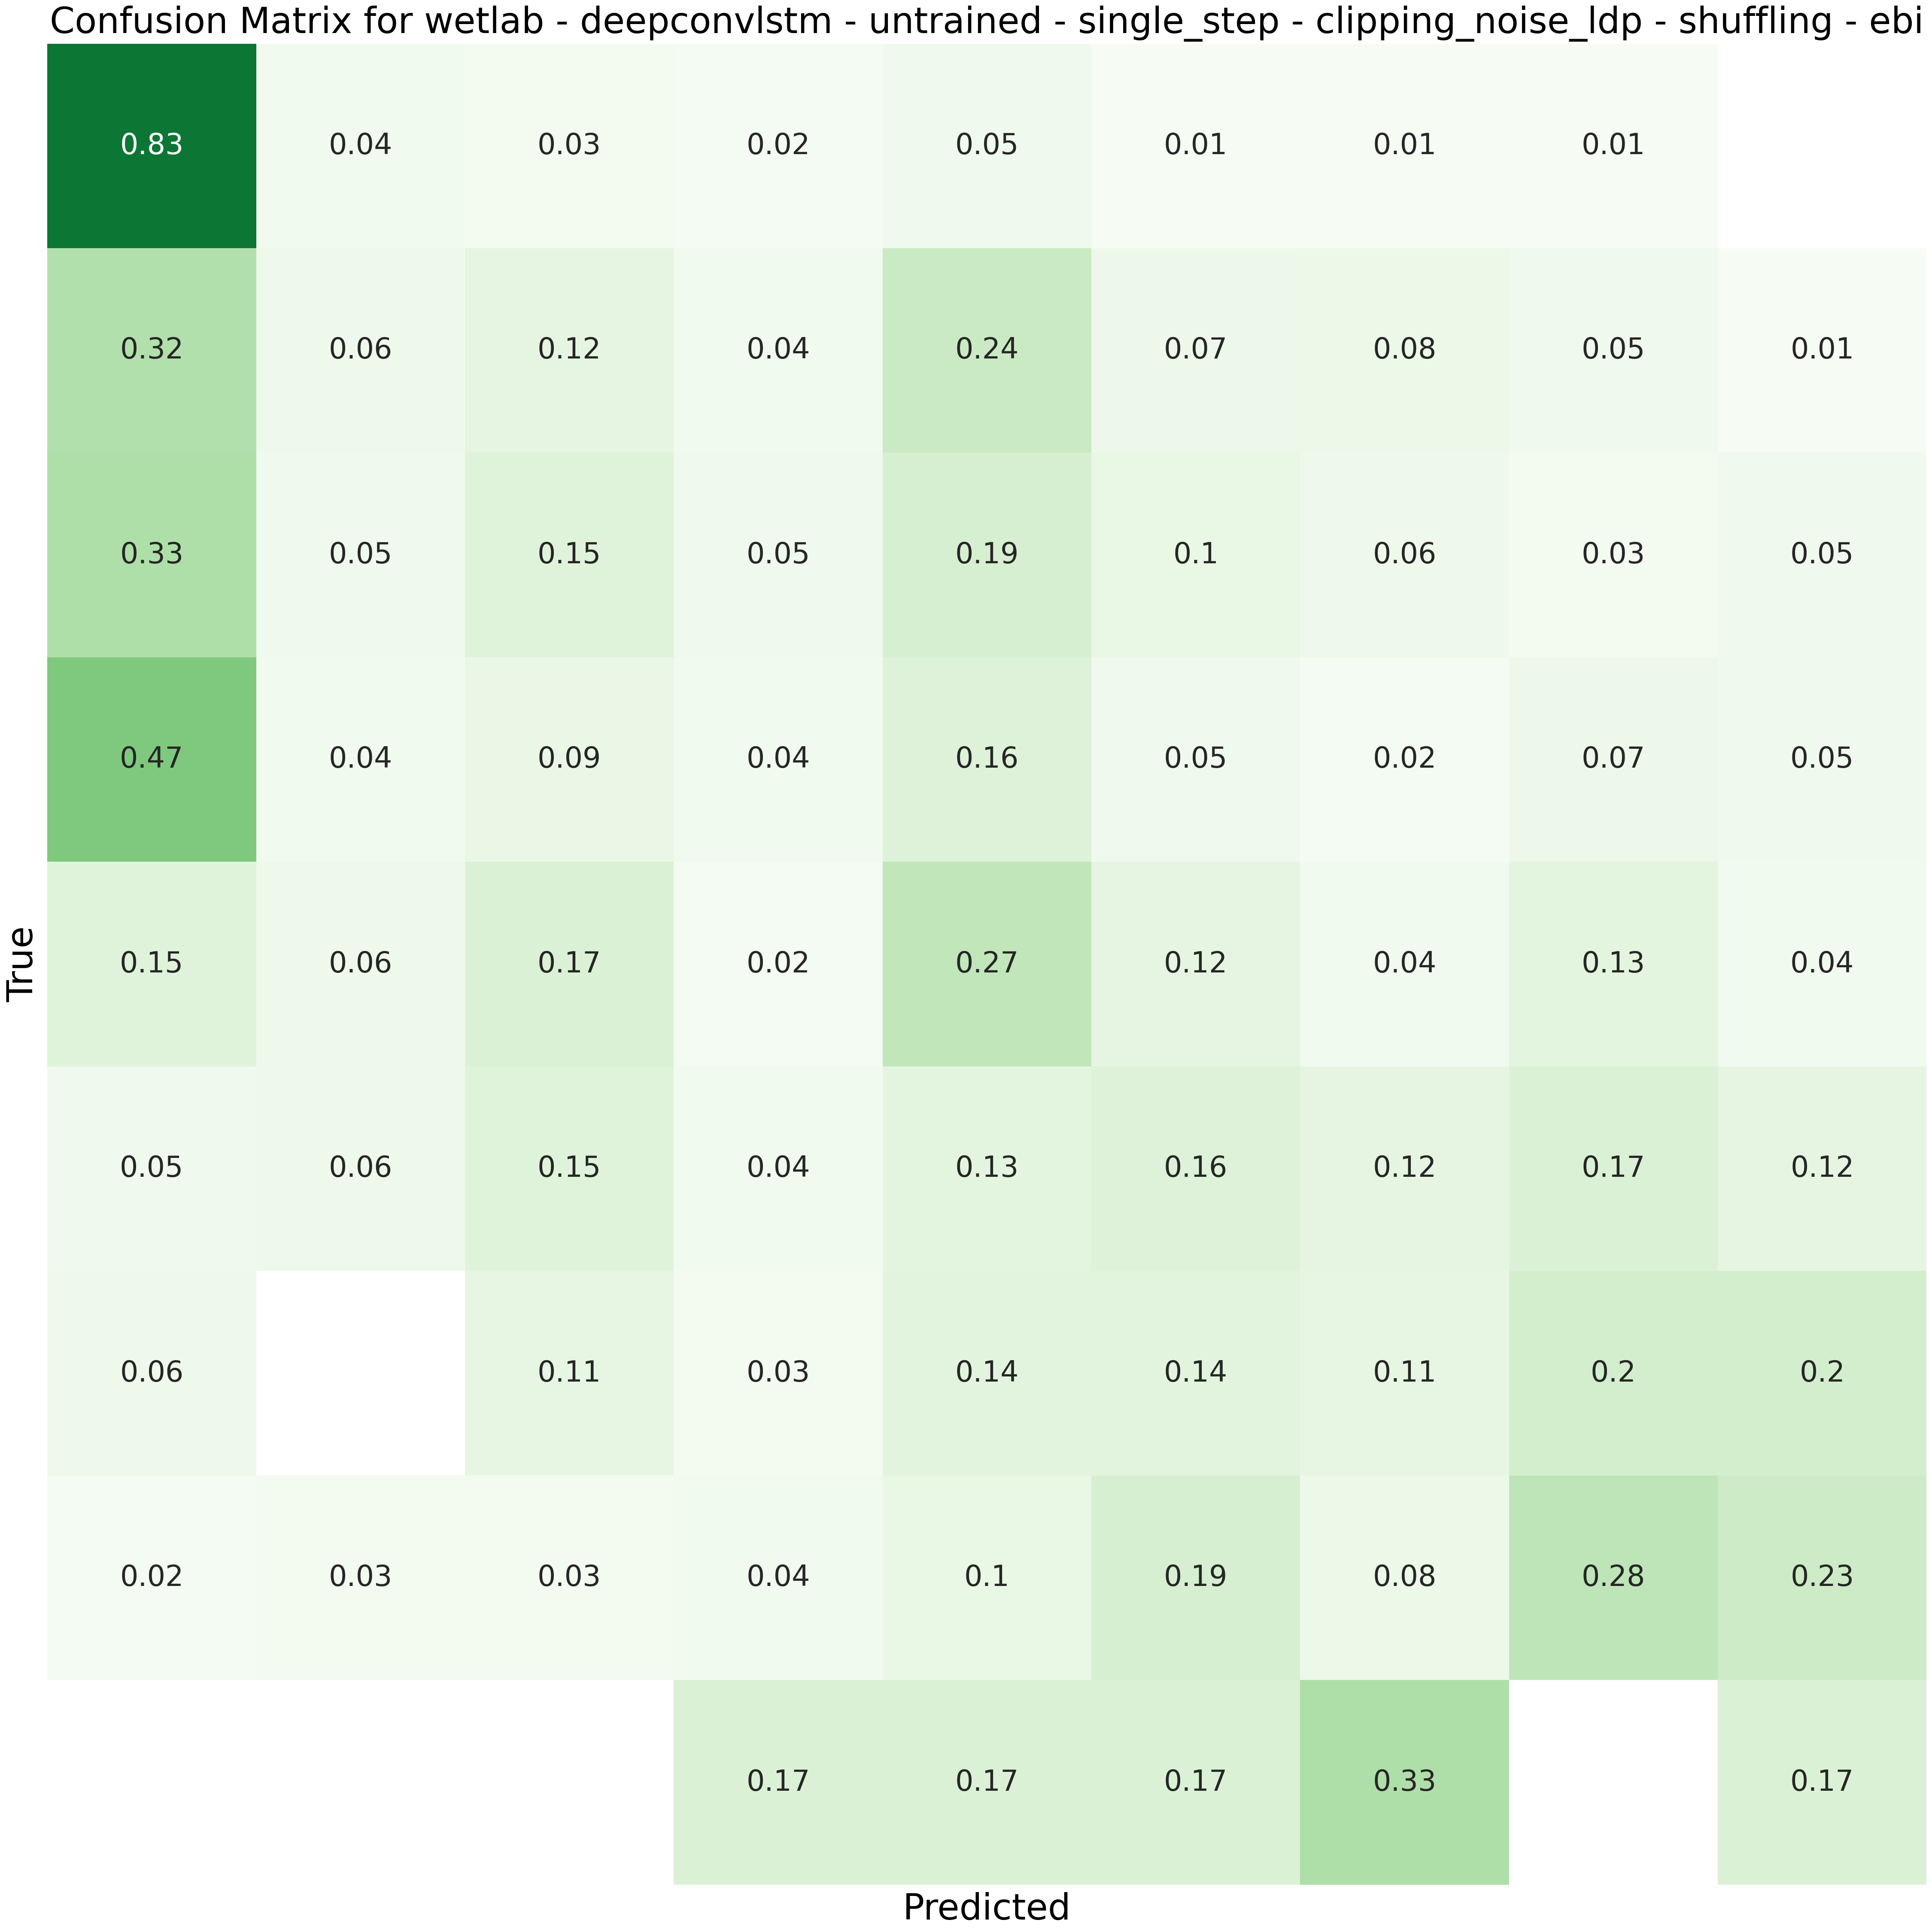 Confusion Matrix for wetlab - deepconvlstm - untrained - single_step - clipping_noise_ldp - shuffling - ebi
0.83 0.04 0.03 0.02 0.05 0.01 0.01 0.01
0.32 0.06 0.12 0.04 0.24 0.07 0.08 0.05 0.01
0.33 0.05 0.15 0.05 0.19 0.1 0.06 0.03 0.05
0.47 0.04 0.09 0.04 0.16 0.05 0.02 0.07 0.05
0.15 0.06 0.17 0.02 0.27 0.12 0.04 0.13 0.04
0.05 0.06 0.15 0.04 0.13 0.16 0.12 0.17 0.12
0.06 0.11 0.03 0.14 0.14 0.11 0.2 0.2
0.02 0.03 0.03 0.04 0.1 0.19 0.08 0.28 0.23
0.17 0.17 0.17 0.33 0.17
True
Predicted